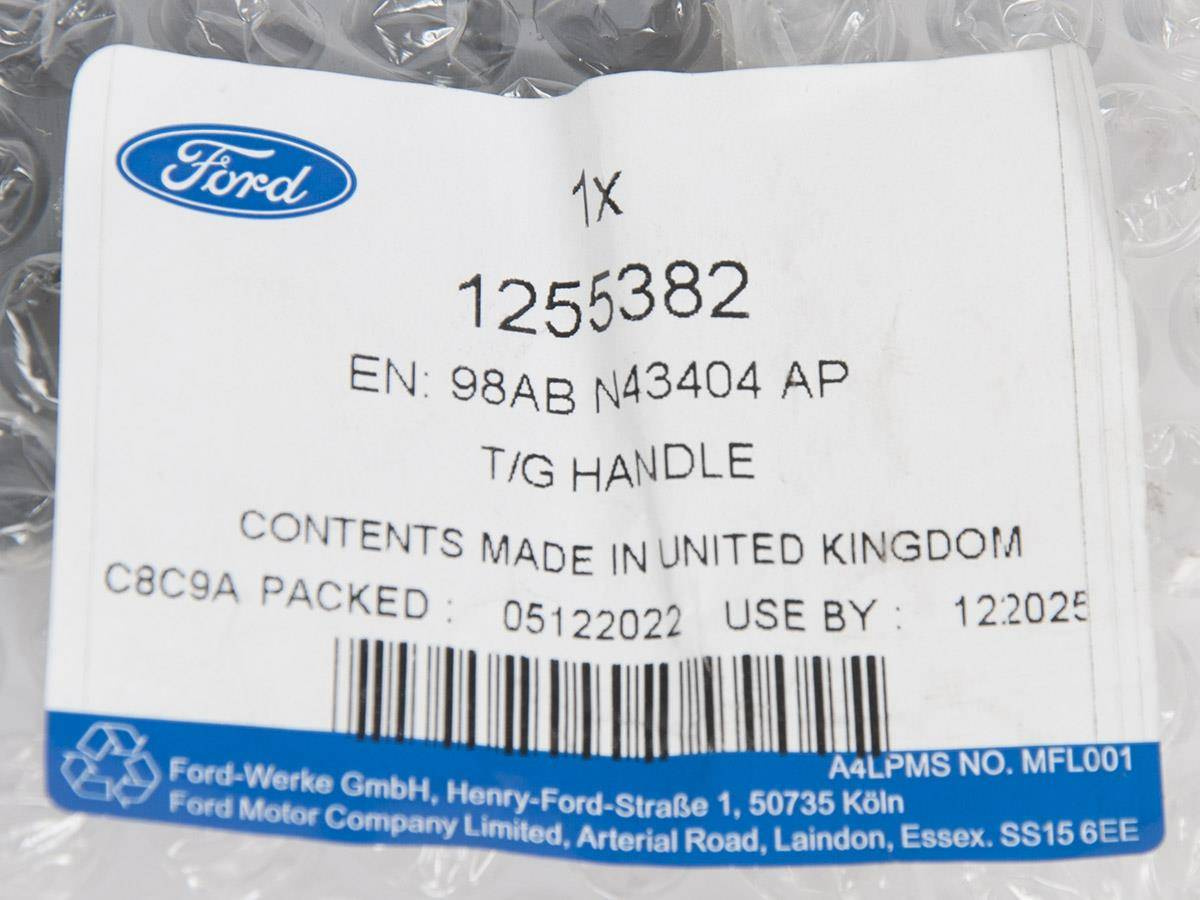 Ford
1X
1255382
EN: 98AB N43404 AP
T/G HANDLE
CONTENTS MADE IN UNITED KINGDOM
C8C9A PACKED : 05122022 USE BY : 12.2025
A4LPMS NO. MFL001
Ford-Werke GmbH, Henry-Ford-Straße 1, 50735 Köln
Ford Motor Company Limited, Arterial Road, Laindon, Essex. SS15 6EE